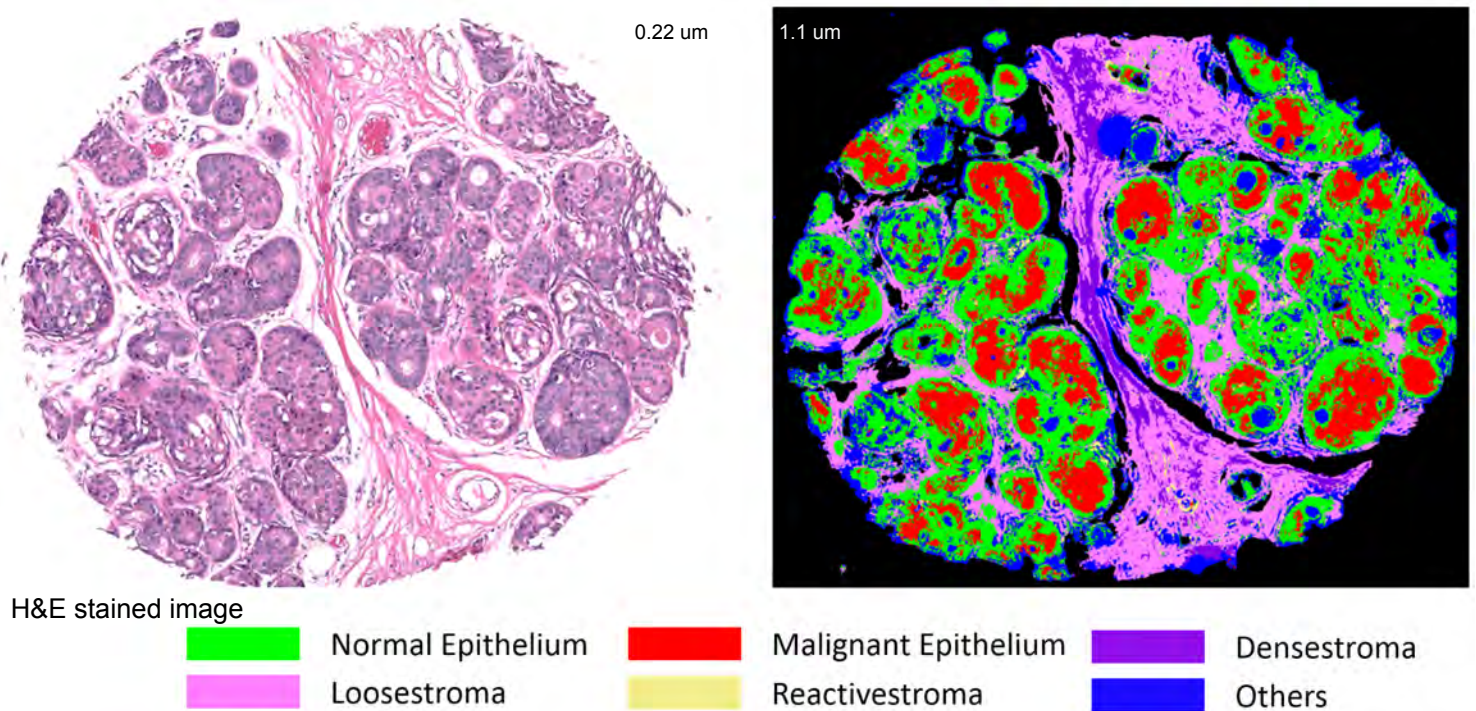 0.22 um
1.1 um
H&E stained image
Normal Epithelium
Malignant Epithelium
Densestroma
Loosestroma
Reactivestroma
Others